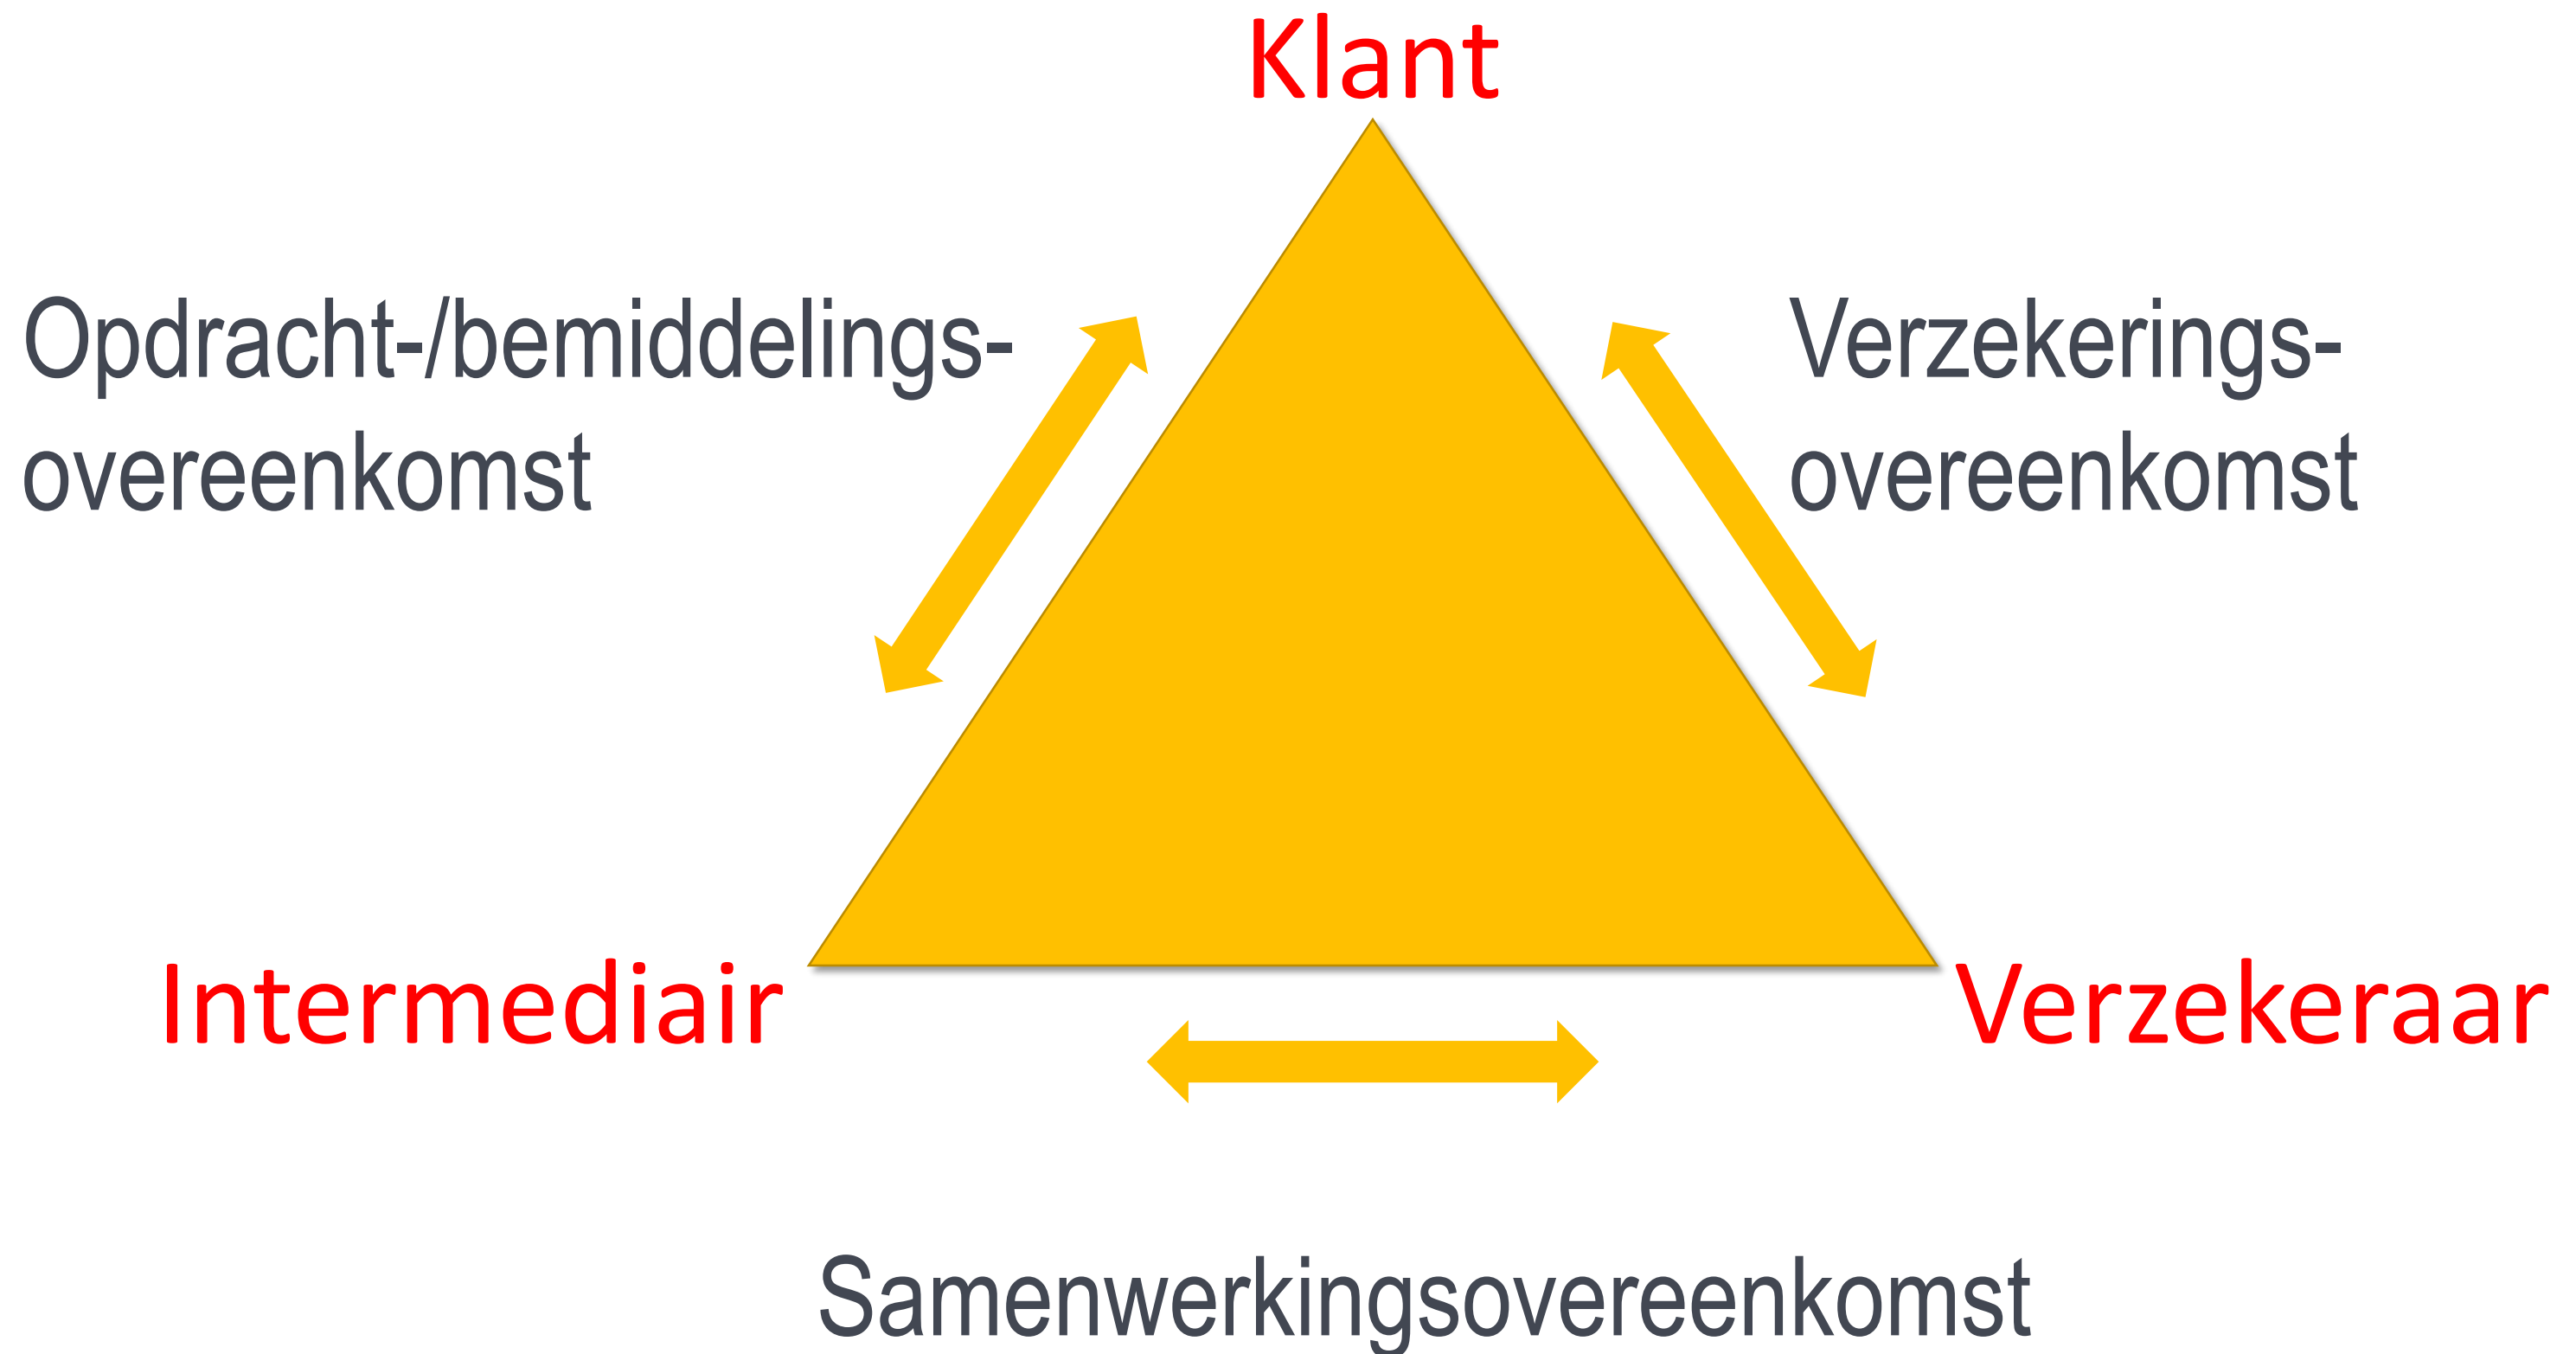 Klant
Opdracht-/bemiddelings-
overeenkomst
Verzekerings-
overeenkomst
Intermediair
Verzekeraar
Samenwerkingsovereenkomst